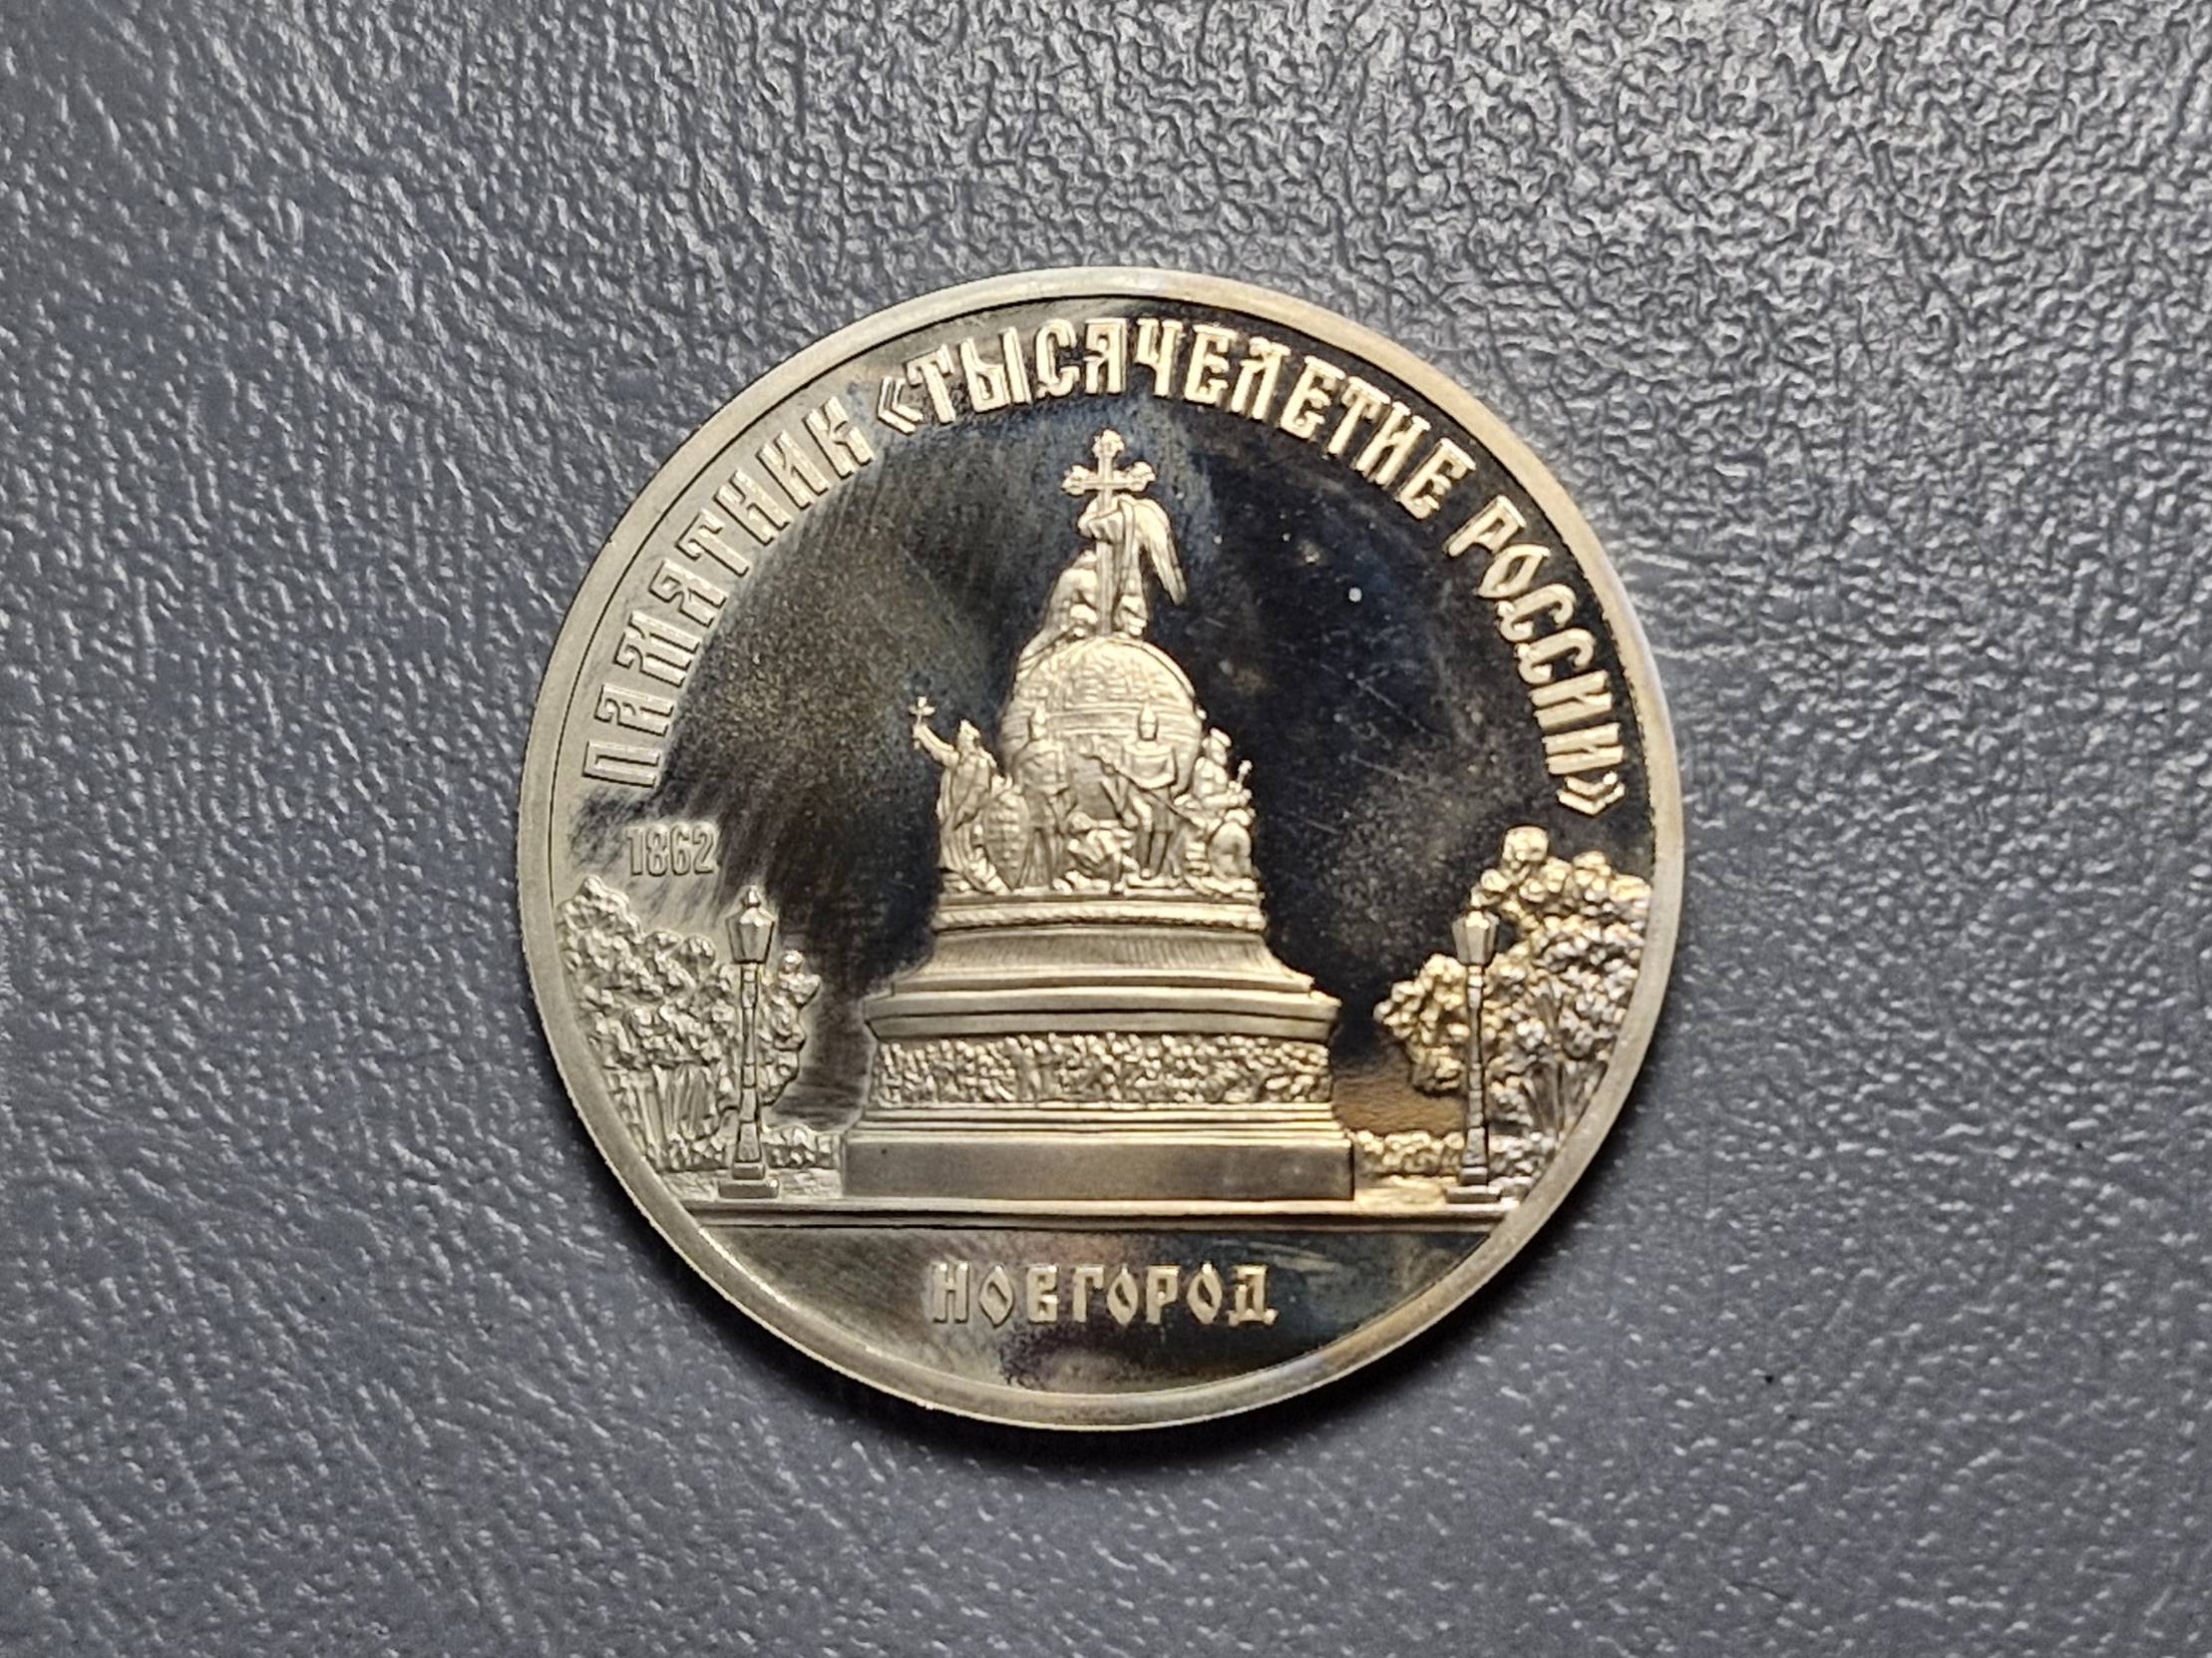 ПАМЯТНИК «ТЫСЯЧЕЛЕТИЕ РОССИИ»
1862
НОВГОРОД